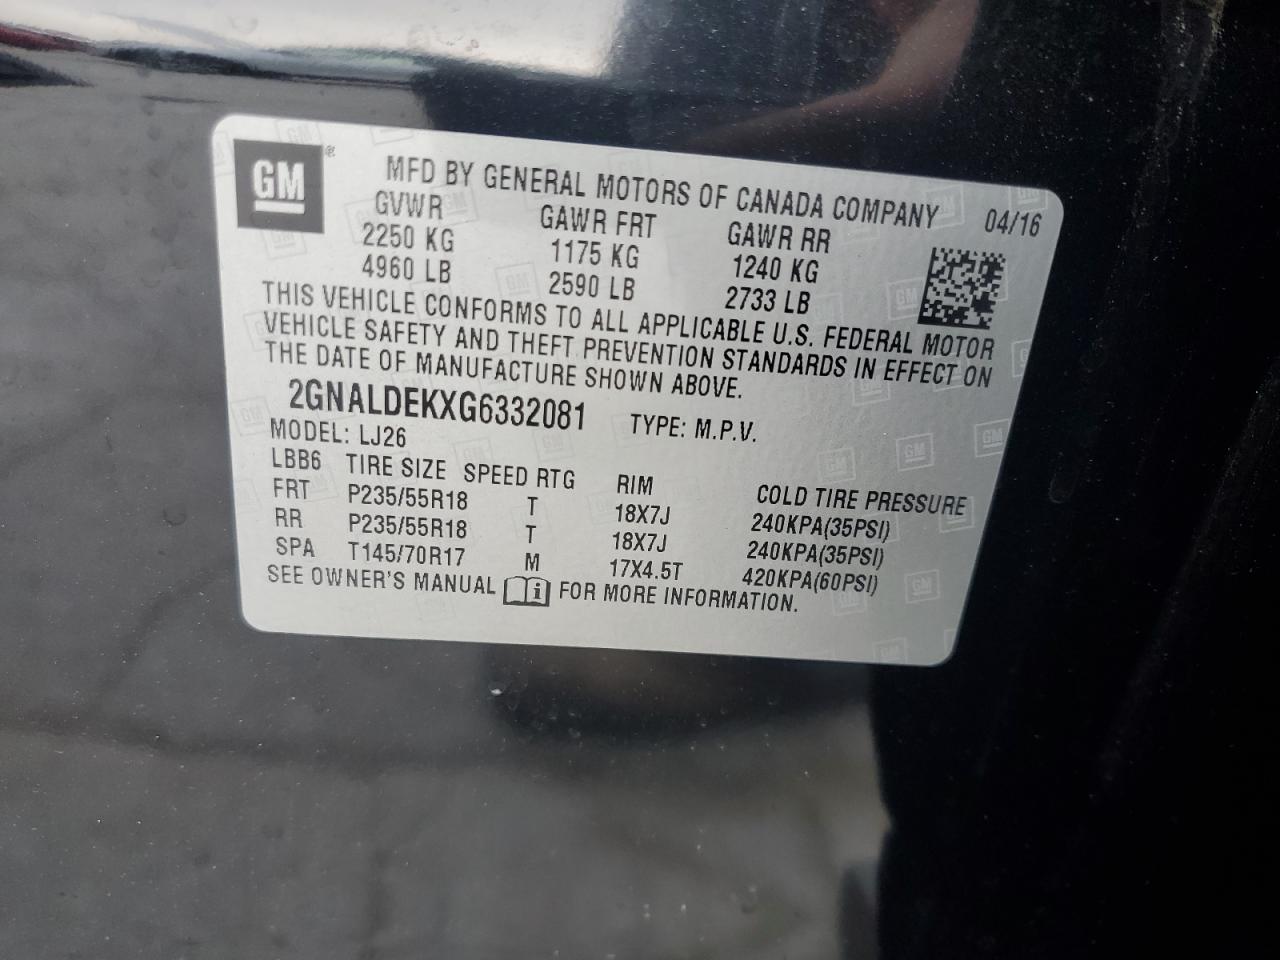 GM ®
MFD BY GENERAL MOTORS OF CANADA COMPANY 04/16
GVWR GAWR FRT GAWR RR
2250 KG 1175 KG 1240 KG
4960 LB 2590 LB 2733 LB
THIS VEHICLE CONFORMS TO ALL APPLICABLE U.S. FEDERAL MOTOR
VEHICLE SAFETY AND THEFT PREVENTION STANDARDS IN EFFECT ON
THE DATE OF MANUFACTURE SHOWN ABOVE.
2GNALDEKXG6332081 TYPE: M.P.V.
MODEL: LJ26
LBB6 TIRE SIZE SPEED RTG RIM COLD TIRE PRESSURE
FRT P235/55R18 T 18X7J 240KPA(35PSI)
RR P235/55R18 T 18X7J 240KPA(35PSI)
SPA T145/70R17 M 17X4.5T 420KPA(60PSI)
SEE OWNER'S MANUAL i FOR MORE INFORMATION.